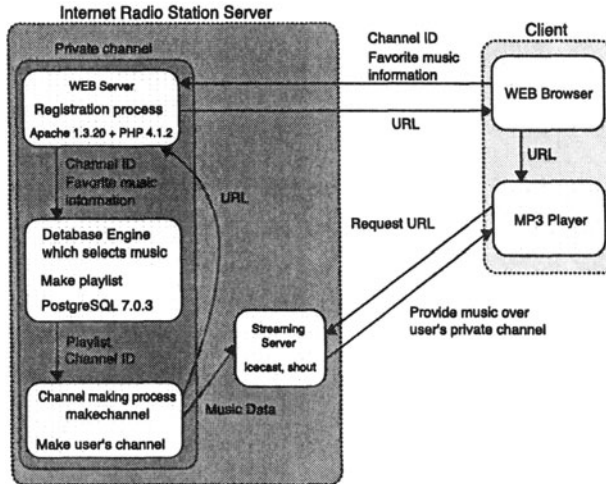 Internet Radio Station Server
Private channel
WEB Server
Registration process
Apache 1.3.20 + PHP 4.1.2
Channel ID
Favorite music
information
Detabase Engine
which selects music
Make playlist
PostgreSQL 7.0.3
Playlist,
Channel ID
Channel making process
makechannel
Make user's channel
URL
Music Data
Streaming
Server
Icecast, shout
Channel ID
Favorite music
information
URL
Request URL
Provide music over
user's private channel
Client
WEB Browser
URL
MP3 Player